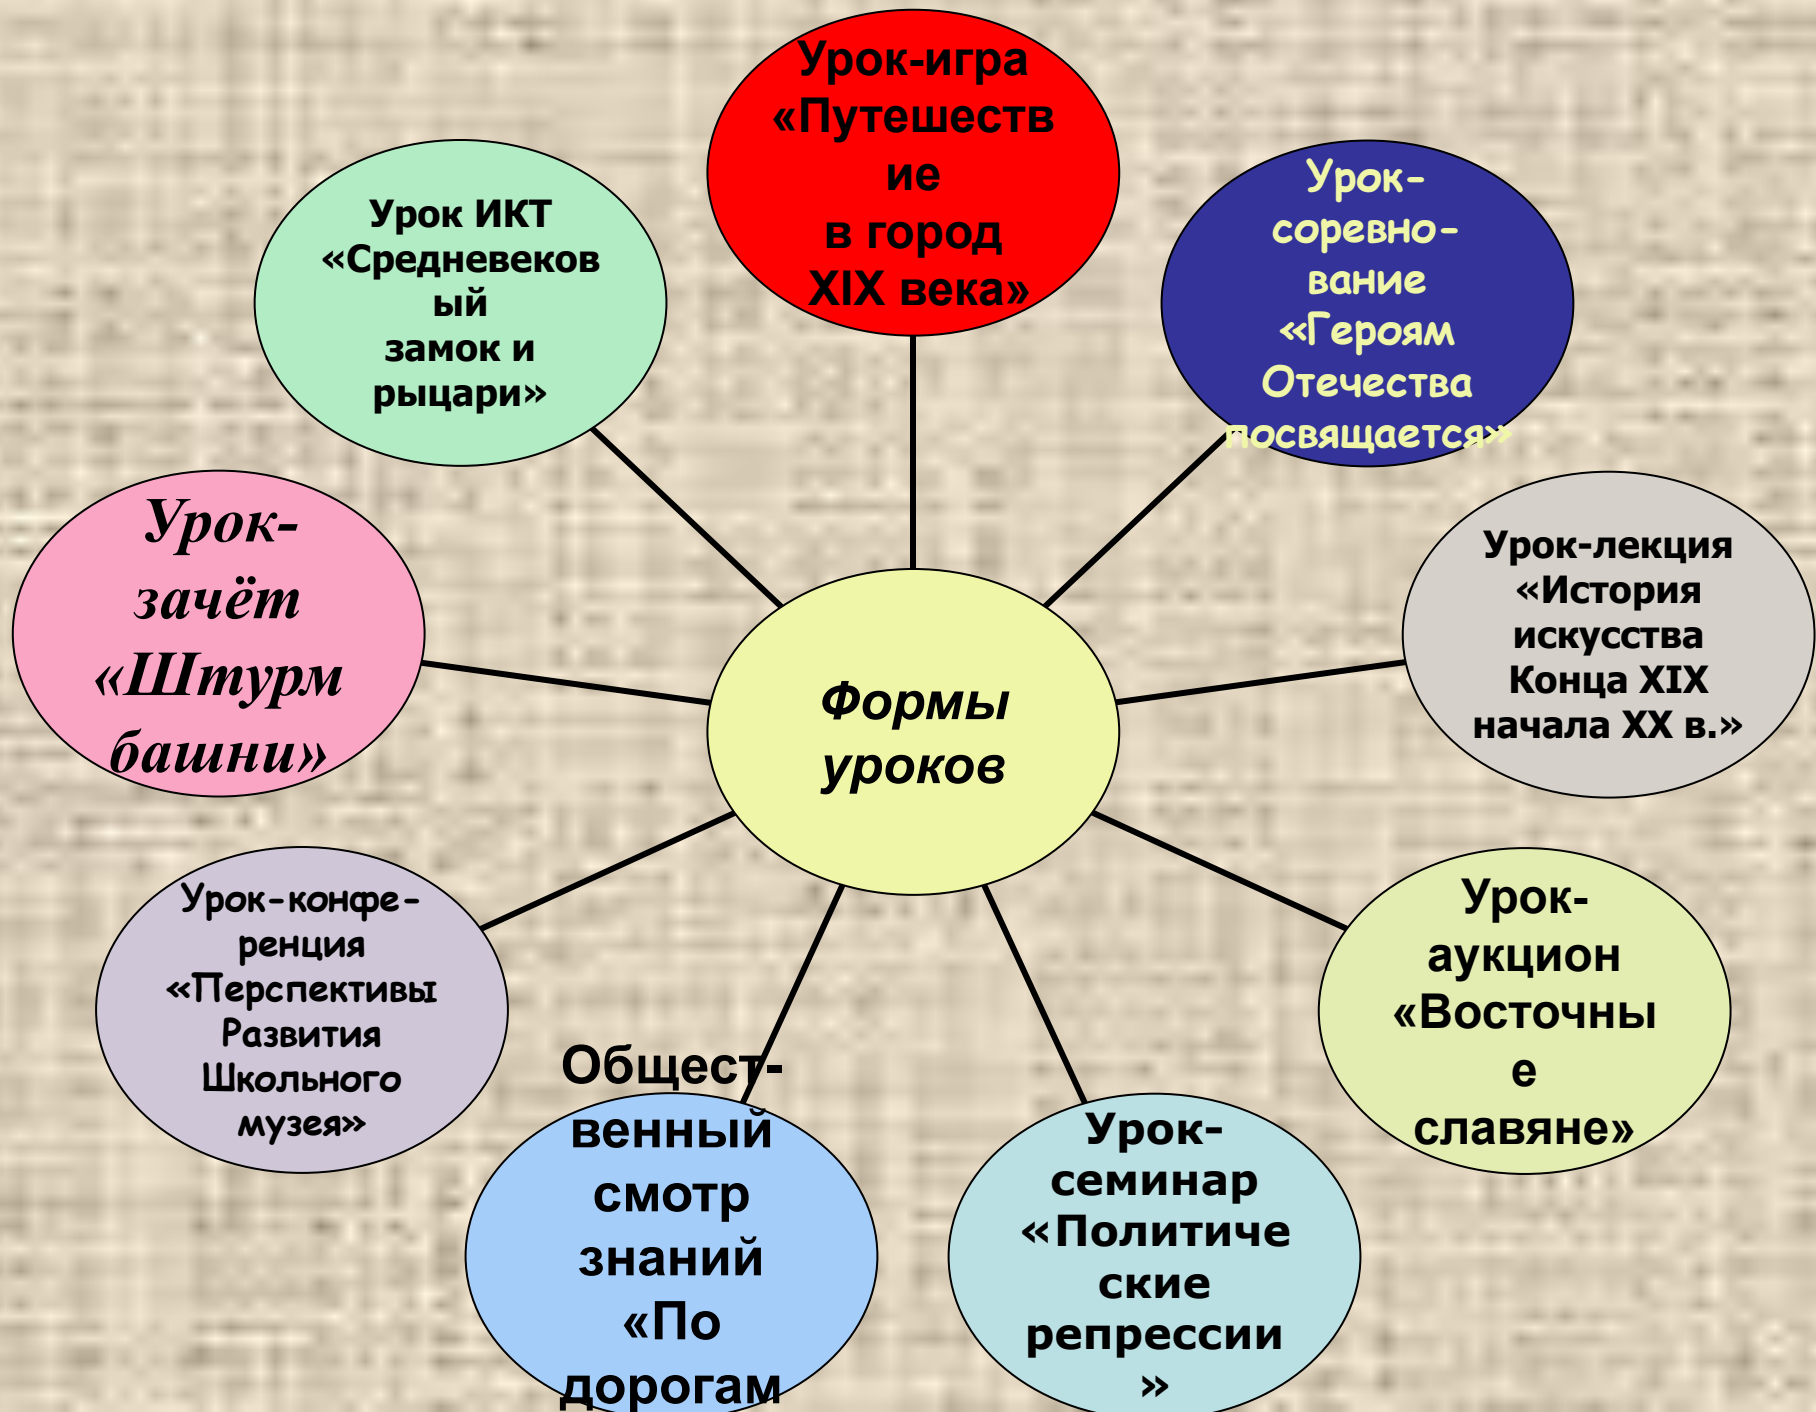 Урок-игра
«Путешеств
ие
в город
XIX века»
Урок-
соревно-
вание
«Героям
Отечества
посвящается»
Урок-лекция
«История
искусства
Конца XIX
начала XX в.»
Урок-
аукцион
«Восточны
е
славяне»
Урок-
семинар
«Политиче
ские
репрессии
»
Общест-
венный
смотр
знаний
«По
дорогам
Урок-конфе-
ренция
«Перспективы
Развития
Школьного
музея»
Урок-
зачёт
«Штурм
башни»
Урок ИКТ
«Средневеков
ый
замок и
рыцари»
Формы
уроков